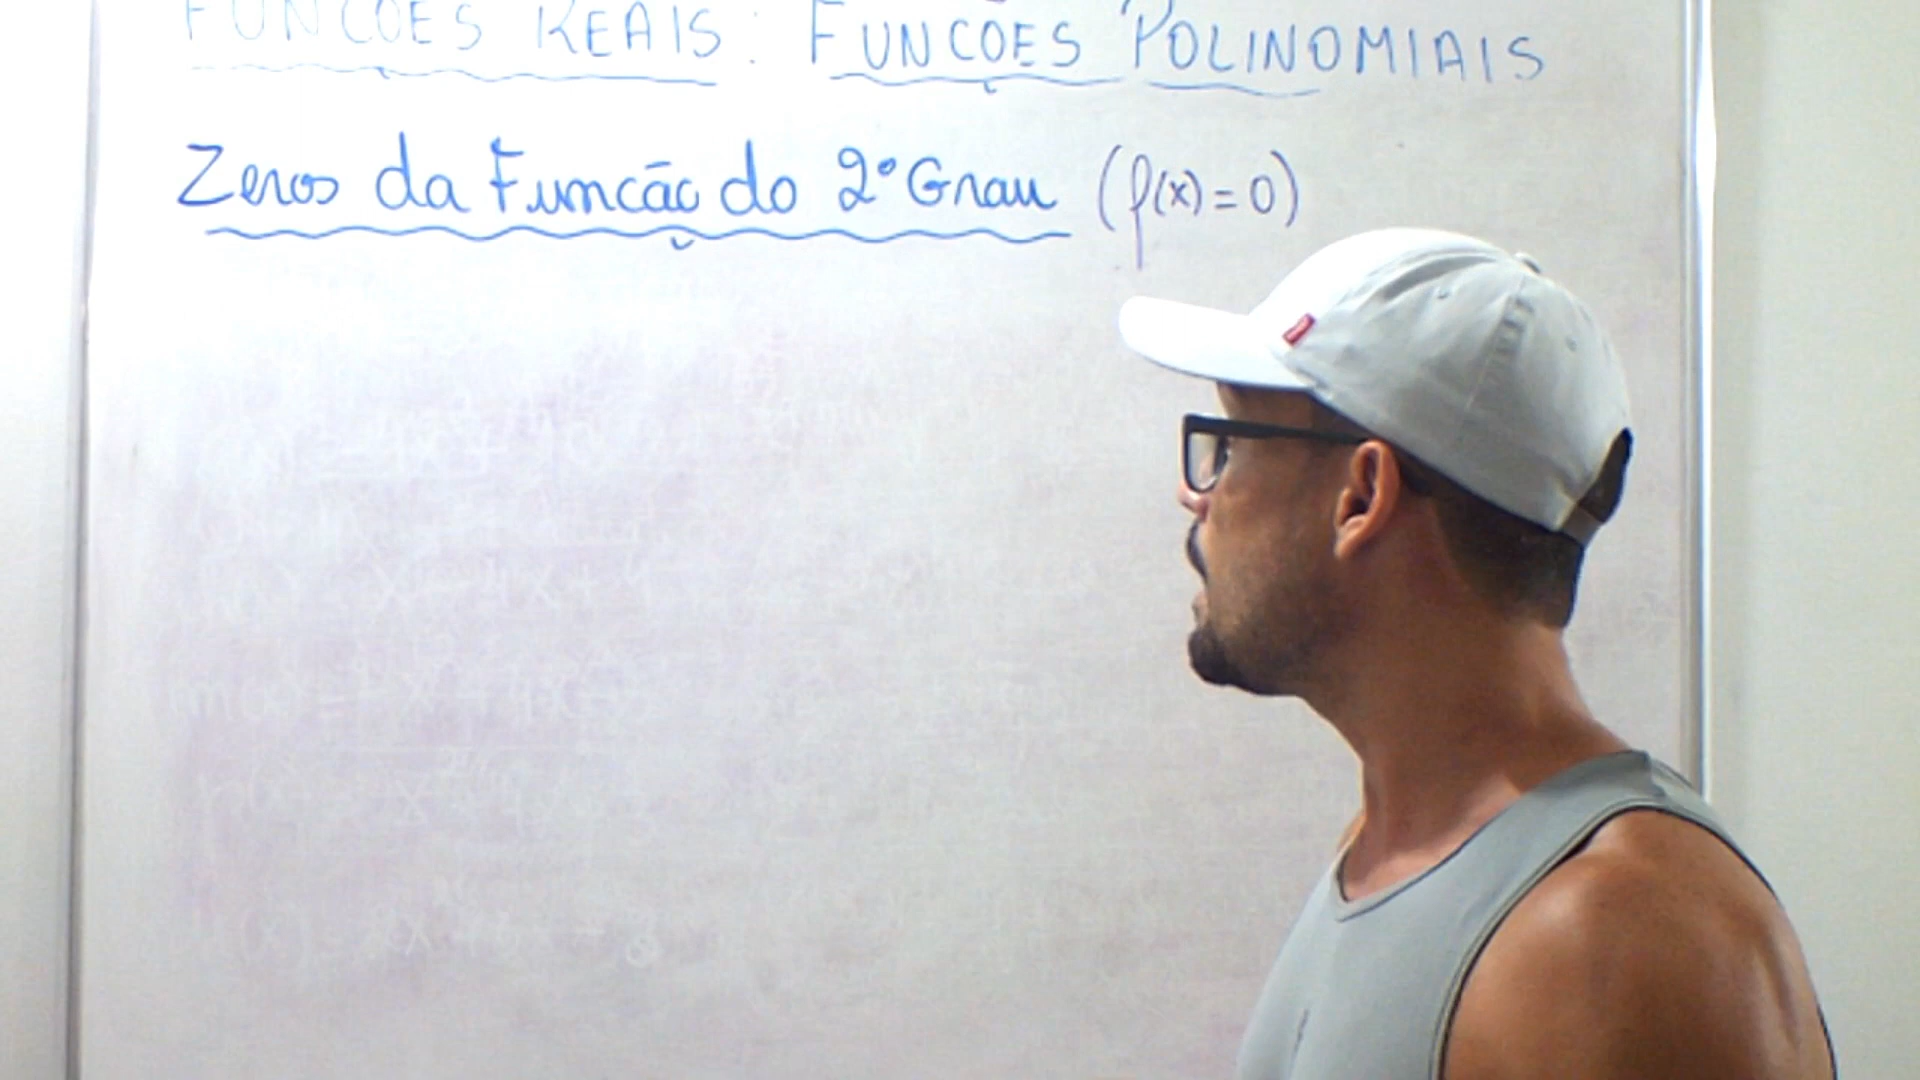 FUNÇÕES REAIS: FUNÇÕES POLINOMIAIS
Zeros da Função do 2º Grau (f(x) = 0)